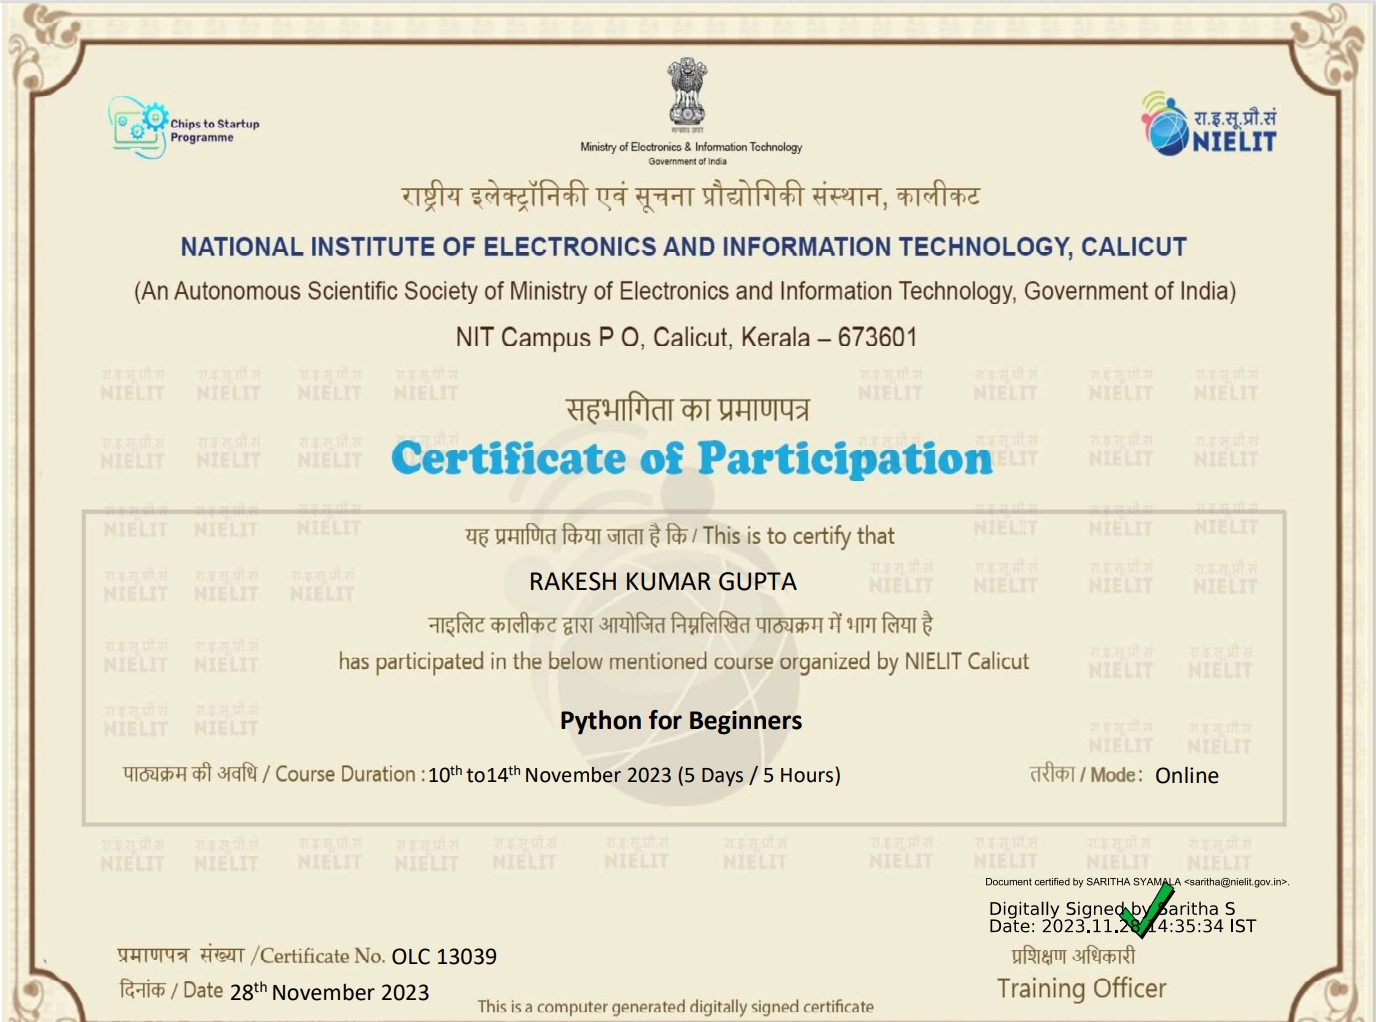 Chips to Startup
Programme
सत्यमेव जयते
Ministry of Electronics & Information Technology
Government of India
रा.इ.सू.प्रौ.सं
NIELIT
राष्ट्रीय इलेक्ट्रॉनिकी एवं सूचना प्रौद्योगिकी संस्थान, कालीकट
NATIONAL INSTITUTE OF ELECTRONICS AND INFORMATION TECHNOLOGY, CALICUT
(An Autonomous Scientific Society of Ministry of Electronics and Information Technology, Government of India)
NIT Campus P O, Calicut, Kerala – 673601
सहभागिता का प्रमाणपत्र
Certificate of Participation
यह प्रमाणित किया जाता है कि / This is to certify that
RAKESH KUMAR GUPTA
नाइलिट कालीकट द्वारा आयोजित निम्नलिखित पाठ्यक्रम में भाग लिया है
has participated in the below mentioned course organized by NIELIT Calicut
Python for Beginners
पाठ्यक्रम की अवधि / Course Duration : 10th to14th November 2023 (5 Days / 5 Hours) तरीका / Mode: Online
Document certified by SARITHA SYAMALA <saritha@nielit.gov.in>.
Digitally Signed by Saritha S
Date: 2023.11.28 14:35:34 IST
प्रमाणपत्र संख्या /Certificate No. OLC 13039
प्रशिक्षण अधिकारी
दिनांक / Date 28th November 2023
Training Officer
This is a computer generated digitally signed certificate